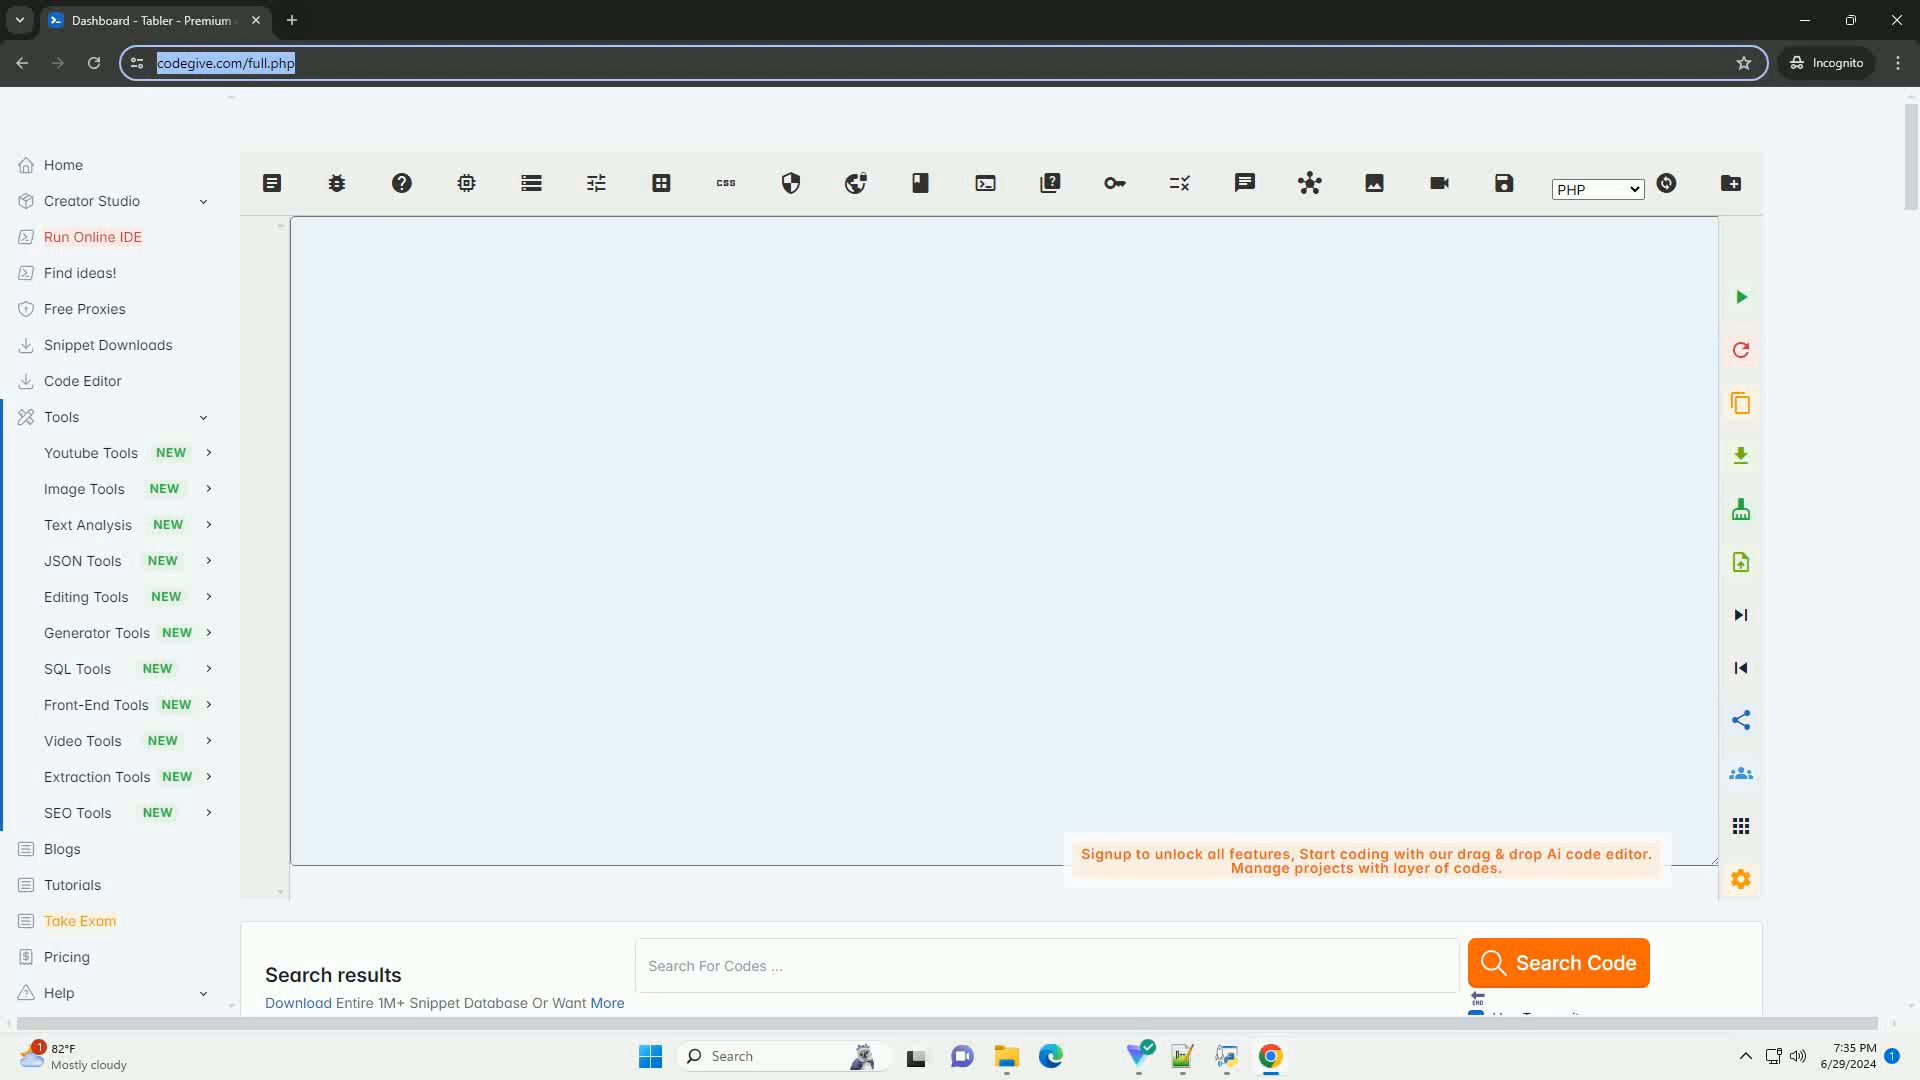 Dashboard - Tabler - Premium
codegive.com/full.php
Incognito
Home
Creator Studio
Run Online IDE
Find ideas!
Free Proxies
Snippet Downloads
Code Editor
Tools
Youtube Tools NEW
Image Tools NEW
Text Analysis NEW
JSON Tools NEW
Editing Tools NEW
Generator Tools NEW
SQL Tools NEW
Front-End Tools NEW
Video Tools NEW
Extraction Tools NEW
SEO Tools NEW
Blogs
Tutorials
Take Exam
Pricing
Help
css
PHP
Signup to unlock all features, Start coding with our drag & drop Ai code editor.
Manage projects with layer of codes.
Search results
Download Entire 1M+ Snippet Database Or Want More
Search For Codes ...
Search Code
END
1
82°F
Mostly cloudy
Search
7:35 PM
6/29/2024
1